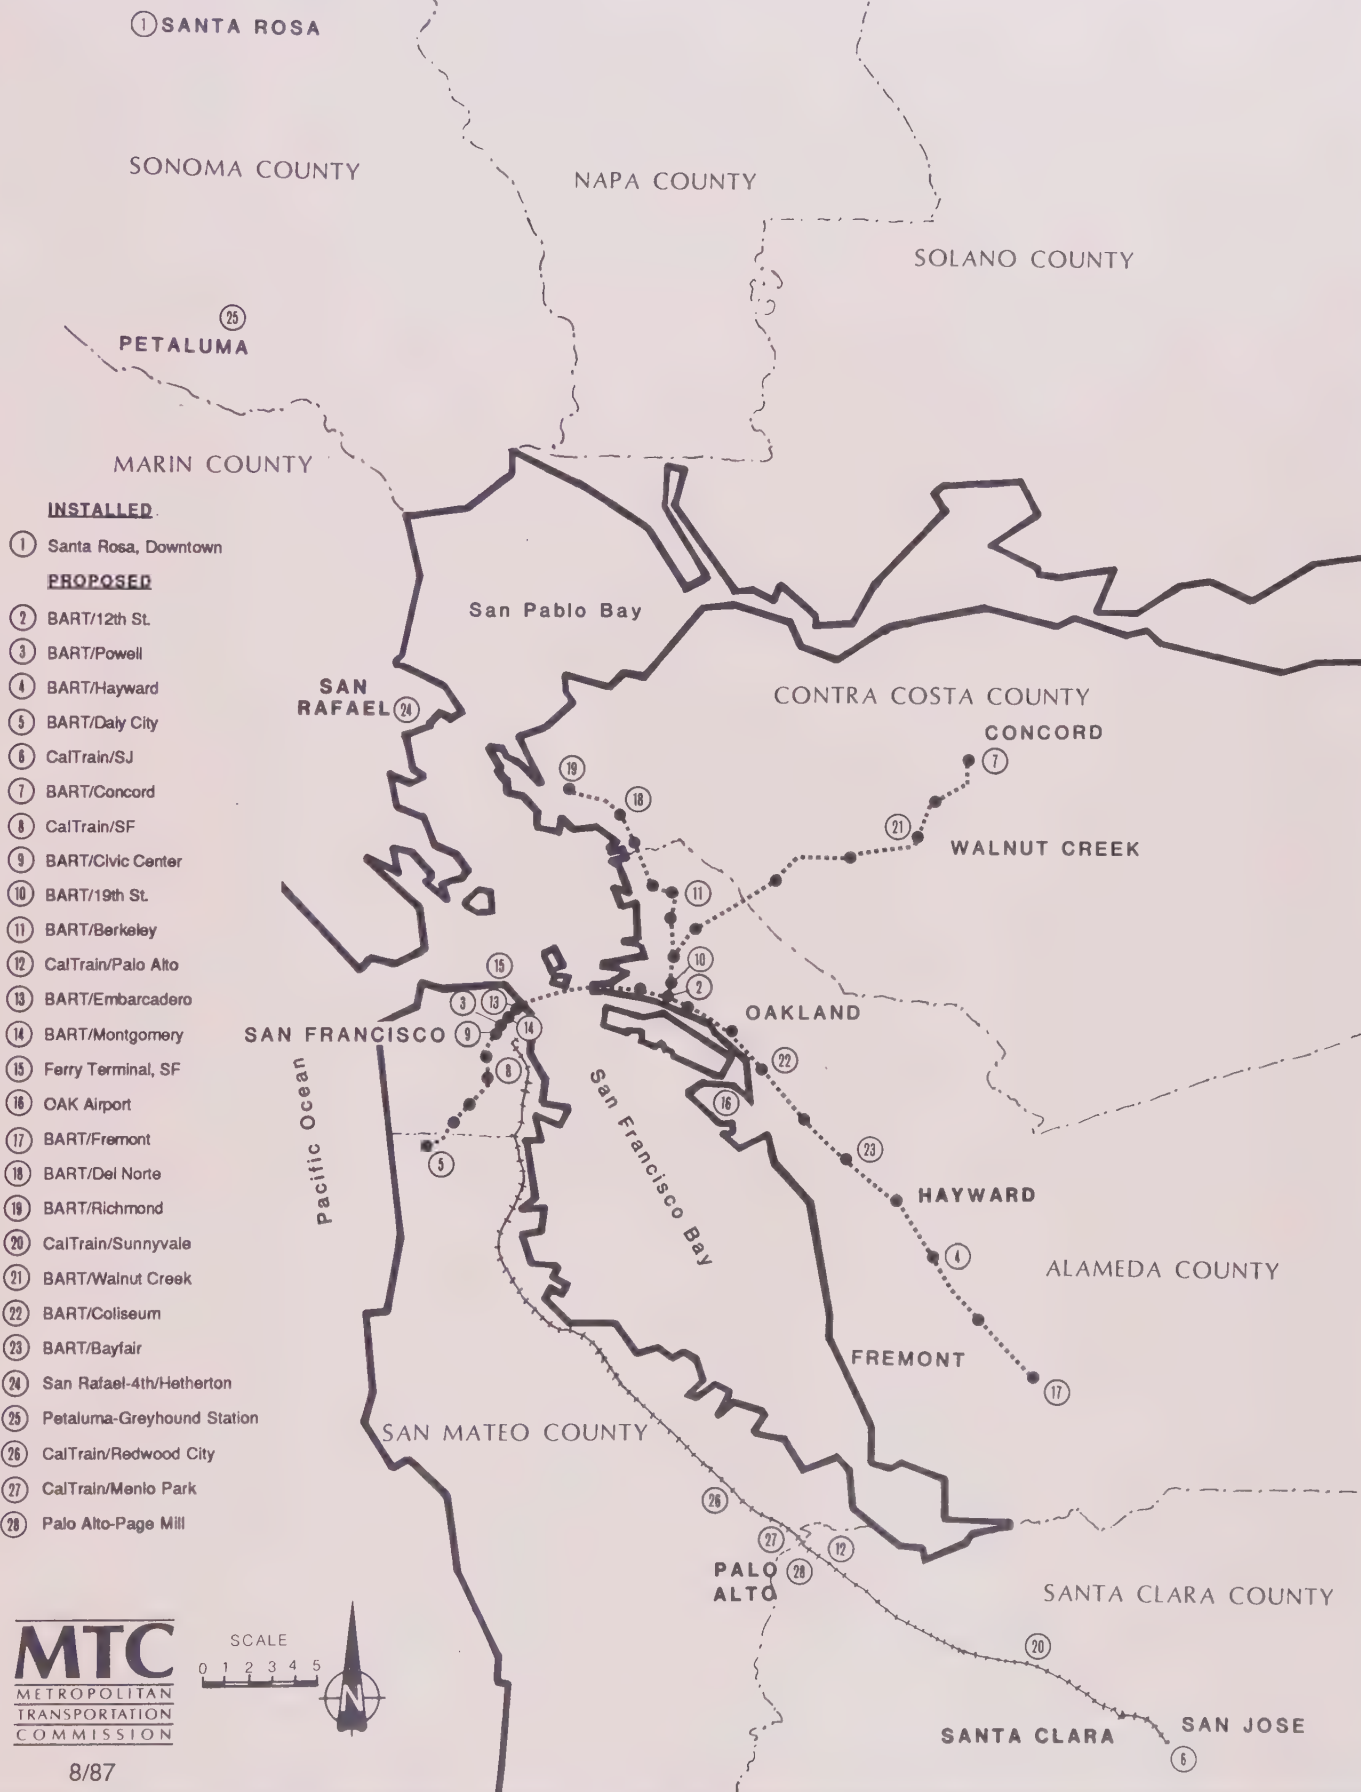 ① SANTA ROSA
SONOMA COUNTY
NAPA COUNTY
SOLANO COUNTY
㉕
PETALUMA
MARIN COUNTY
INSTALLED
① Santa Rosa, Downtown
PROPOSED
② BART/12th St.
③ BART/Powell
④ BART/Hayward
⑤ BART/Daly City
⑥ CalTrain/SJ
⑦ BART/Concord
⑧ CalTrain/SF
⑨ BART/Civic Center
⑩ BART/19th St.
⑪ BART/Berkeley
⑫ CalTrain/Palo Alto
⑬ BART/Embarcadero
⑭ BART/Montgomery
⑮ Ferry Terminal, SF
⑯ OAK Airport
⑰ BART/Fremont
⑱ BART/Del Norte
⑲ BART/Richmond
⑳ CalTrain/Sunnyvale
㉑ BART/Walnut Creek
㉒ BART/Coliseum
㉓ BART/Bayfair
㉔ San Rafael-4th/Hetherton
㉕ Petaluma-Greyhound Station
㉖ CalTrain/Redwood City
㉗ CalTrain/Menlo Park
㉘ Palo Alto-Page Mill
San Pablo Bay
SAN
RAFAEL ㉔
CONTRA COSTA COUNTY
CONCORD
⑦
⑲
⑱
㉑
WALNUT CREEK
⑪
⑩
②
⑮
③ ⑬
SAN FRANCISCO ⑨ ⑭
OAKLAND
⑧
㉒
⑯
Pacific Ocean
San Francisco Bay
⑤
㉓
HAYWARD
④
ALAMEDA COUNTY
FREMONT
⑰
SAN MATEO COUNTY
㉖
㉗
⑫
PALO ㉘
ALTO
SANTA CLARA COUNTY
⑳
SANTA CLARA
SAN JOSE
⑥
MTC
METROPOLITAN
TRANSPORTATION
COMMISSION
8/87
SCALE
0 1 2 3 4 5
N